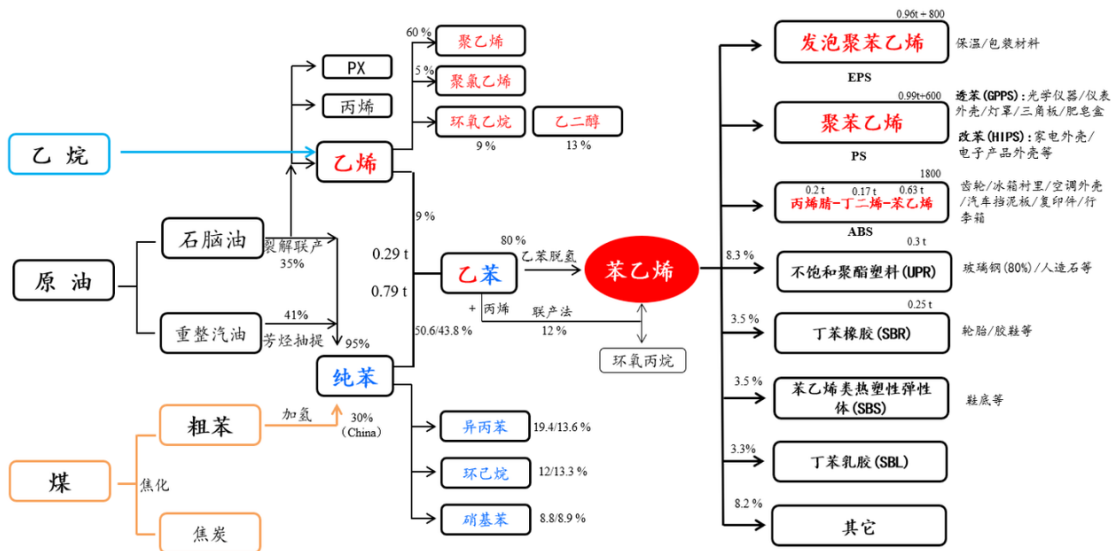 乙 烷
原 油
石脑油
重整汽油
裂解联产
35%
41%
芳烃抽提
95%
煤
焦化
粗苯
焦炭
加氢
30%
(China)
PX
丙烯
乙烯
纯苯
60%
聚乙烯
5 %
聚氯乙烯
环氧乙烷
9 %
乙二醇
13 %
9 %
0.29 t
0.79 t
50.6/43.8 %
乙苯
80 %
乙苯脱氢
+ 丙烯
联产法
12 %
苯乙烯
环氧丙烷
异丙苯
19.4/13.6 %
环己烷
12/13.3 %
硝基苯
8.8/8.9 %
0.96t + 800
发泡聚苯乙烯
EPS
保温/包装材料
0.99t+600
聚苯乙烯
PS
透苯(GPPS):光学仪器/仪表
外壳/灯罩/三角板/肥皂盒
改苯(HIPS):家电外壳/
电子产品外壳等
1800
0.2 t 0.17 t 0.63 t
丙烯腈-丁二烯-苯乙烯
ABS
齿轮/冰箱衬里/空调外壳
/汽车挡泥板/复印件/行
李箱
8.3 %
0.3 t
不饱和聚酯塑料(UPR)
玻璃钢(80%)/人造石等
3.5 %
0.25 t
丁苯橡胶(SBR)
轮胎/胶鞋等
3.5 %
苯乙烯类热塑性弹性
体(SBS)
鞋底等
3.3%
丁苯乳胶(SBL)
8.2 %
其它